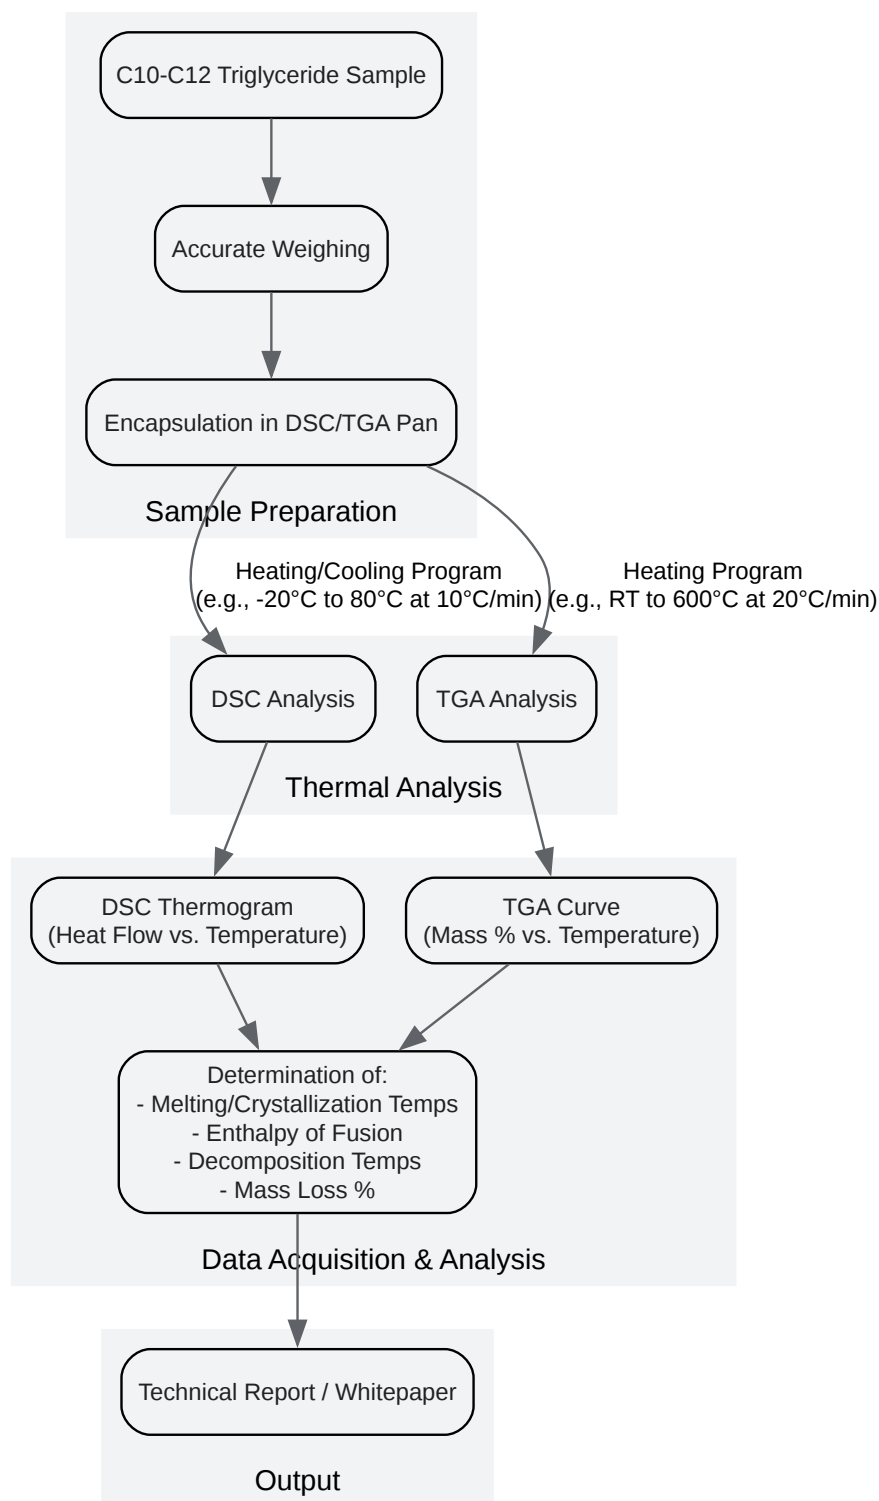 C10-C12 Triglyceride Sample
Accurate Weighing
Encapsulation in DSC/TGA Pan
Sample Preparation
Heating/Cooling Program
(e.g., -20°C to 80°C at 10°C/min)
Heating Program
(e.g., RT to 600°C at 20°C/min)
DSC Analysis
TGA Analysis
Thermal Analysis
DSC Thermogram
(Heat Flow vs. Temperature)
TGA Curve
(Mass % vs. Temperature)
Determination of:
- Melting/Crystallization Temps
- Enthalpy of Fusion
- Decomposition Temps
- Mass Loss %
Data Acquisition & Analysis
Technical Report / Whitepaper
Output